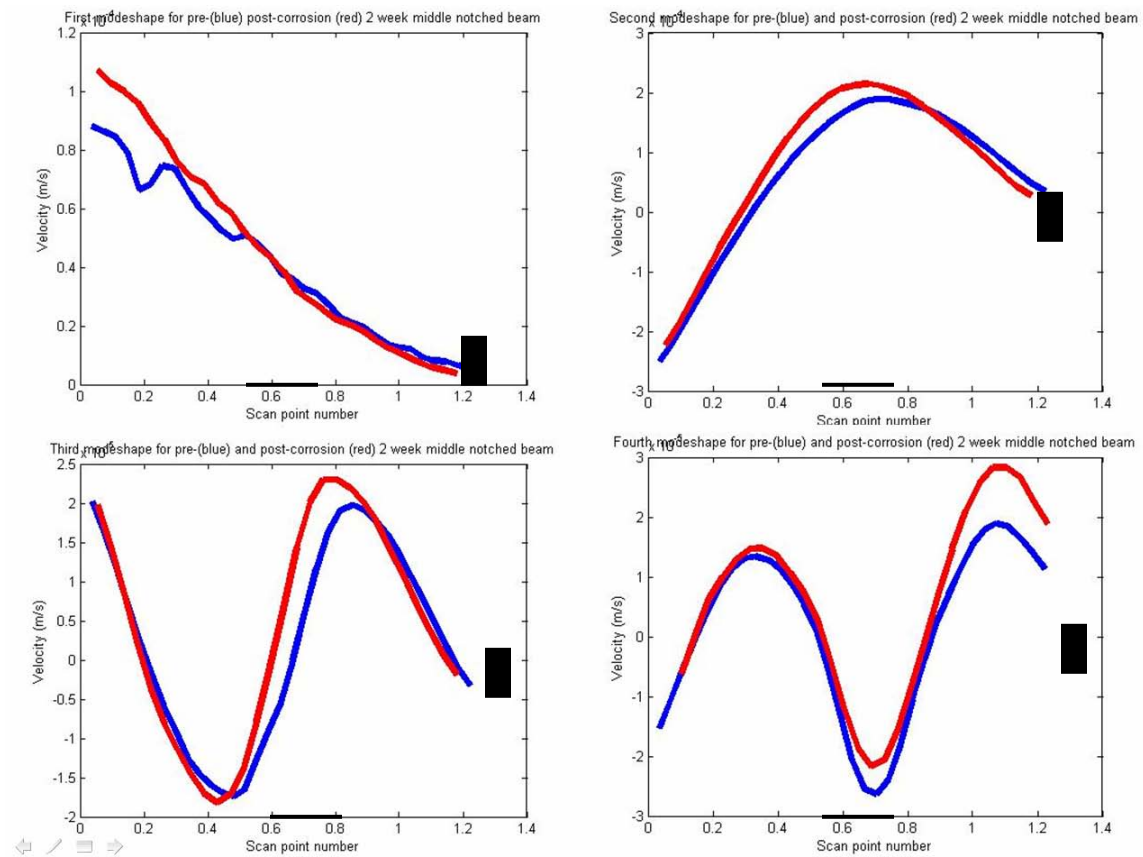 First modeshape for pre-(blue) post-corrosion (red) 2 week middle notched beam
x 10-4
1.2
1
0.8
0.6
0.4
0.2
0
Velocity (m/s)
0 0.2 0.4 0.6 0.8 1 1.2 1.4
Scan point number
Second modeshape for pre-(blue) and post-corrosion (red) 2 week middle notched beam
x 10-4
3
2
1
0
-1
-2
-3
Velocity (m/s)
0 0.2 0.4 0.6 0.8 1 1.2 1.4
Scan point number
Third modeshape for pre-(blue) and post-corrosion (red) 2 week middle notched beam
x 10
2.5
2
1.5
1
0.5
0
-0.5
-1
-1.5
-2
Velocity (m/s)
0 0.2 0.4 0.6 0.8 1 1.2 1.4
Scan point number
Fourth modeshape for pre-(blue) and post-corrosion (red) 2 week middle notched beam
x 10
3
2
1
0
-1
-2
-3
Velocity (m/s)
0 0.2 0.4 0.6 0.8 1 1.2 1.4
Scan point number